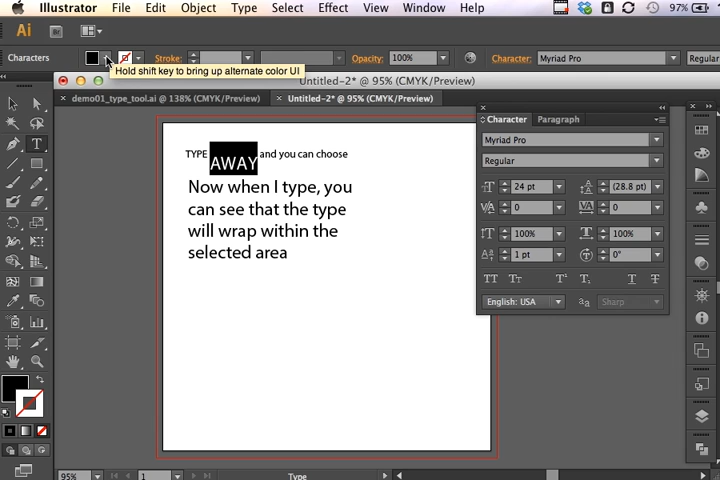 Illustrator File Edit Object Type Select Effect View Window Help 97%
Ai Br
Characters Stroke: Opacity: 100% Character: Myriad Pro Regular
Hold shift key to bring up alternate color UI
Untitled-2* @ 95% (CMYK/Preview)
× demo01_type_tool.ai @ 138% (CMYK/Preview) × Untitled-2* @ 95% (CMYK/Preview)
Character Paragraph
Myriad Pro
Regular
24 pt (28.8 pt)
0 0
100% 100%
1 pt 0°
English: USA Sharp
TYPE AWAY and you can choose
Now when I type, you
can see that the type
will wrap within the
selected area
95% 1 Type